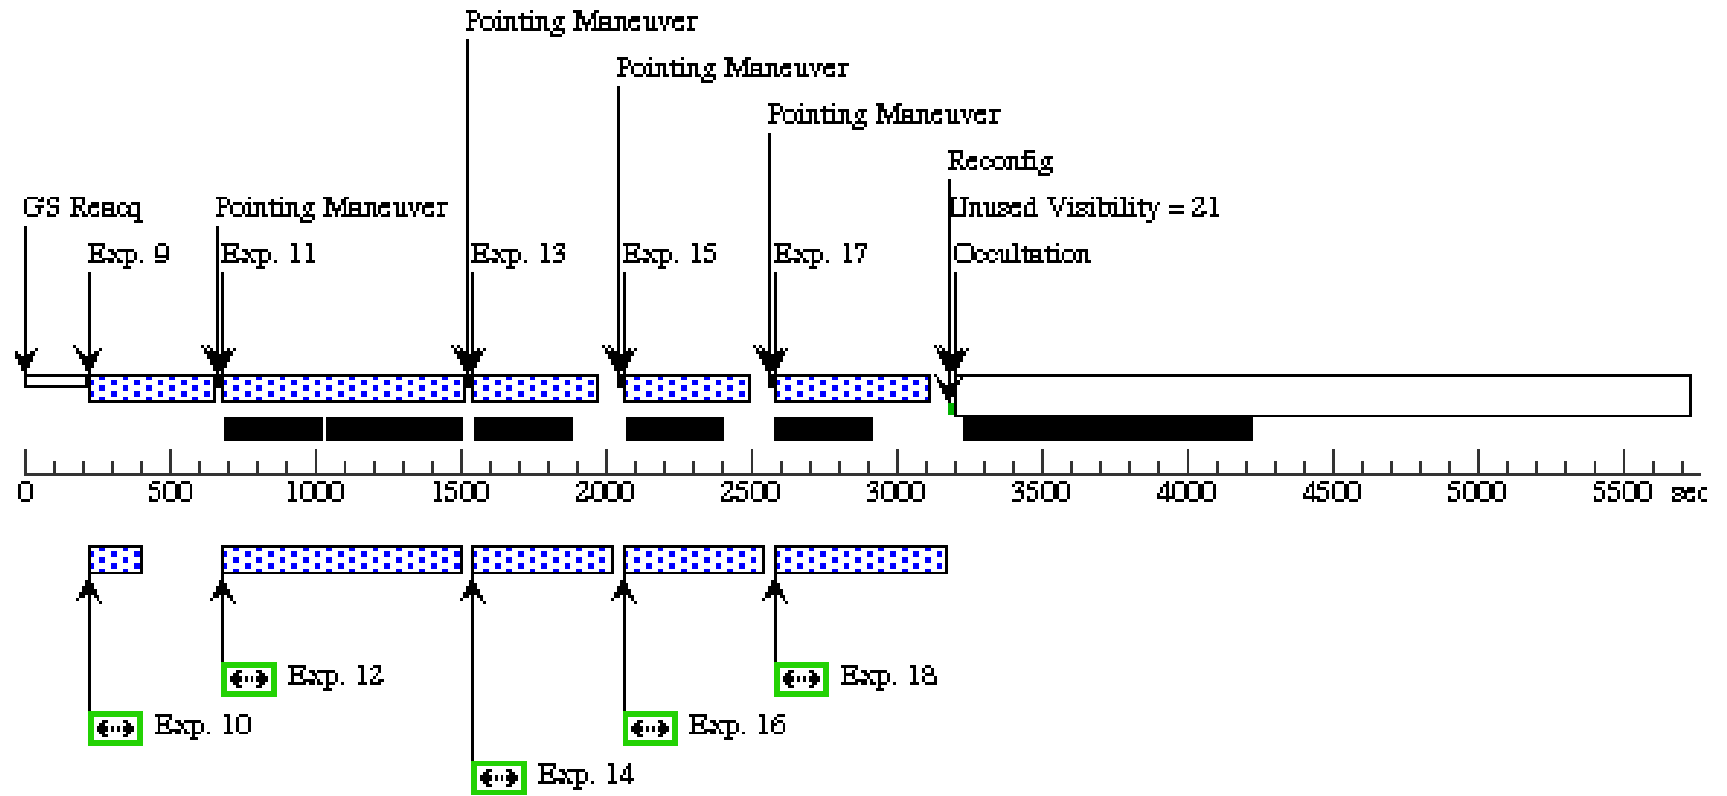 Pointing Maneuver
Pointing Maneuver
Pointing Maneuver
Reconfig
GS Reacq Pointing Maneuver Unused Visibility = 21
Exp. 9 Exp. 11 Exp. 13 Exp. 15 Exp. 17 Occultation
0 500 1000 1500 2000 2500 3000 3500 4000 4500 5000 5500 sec
Exp. 12 Exp. 18
Exp. 10 Exp. 16
Exp. 14